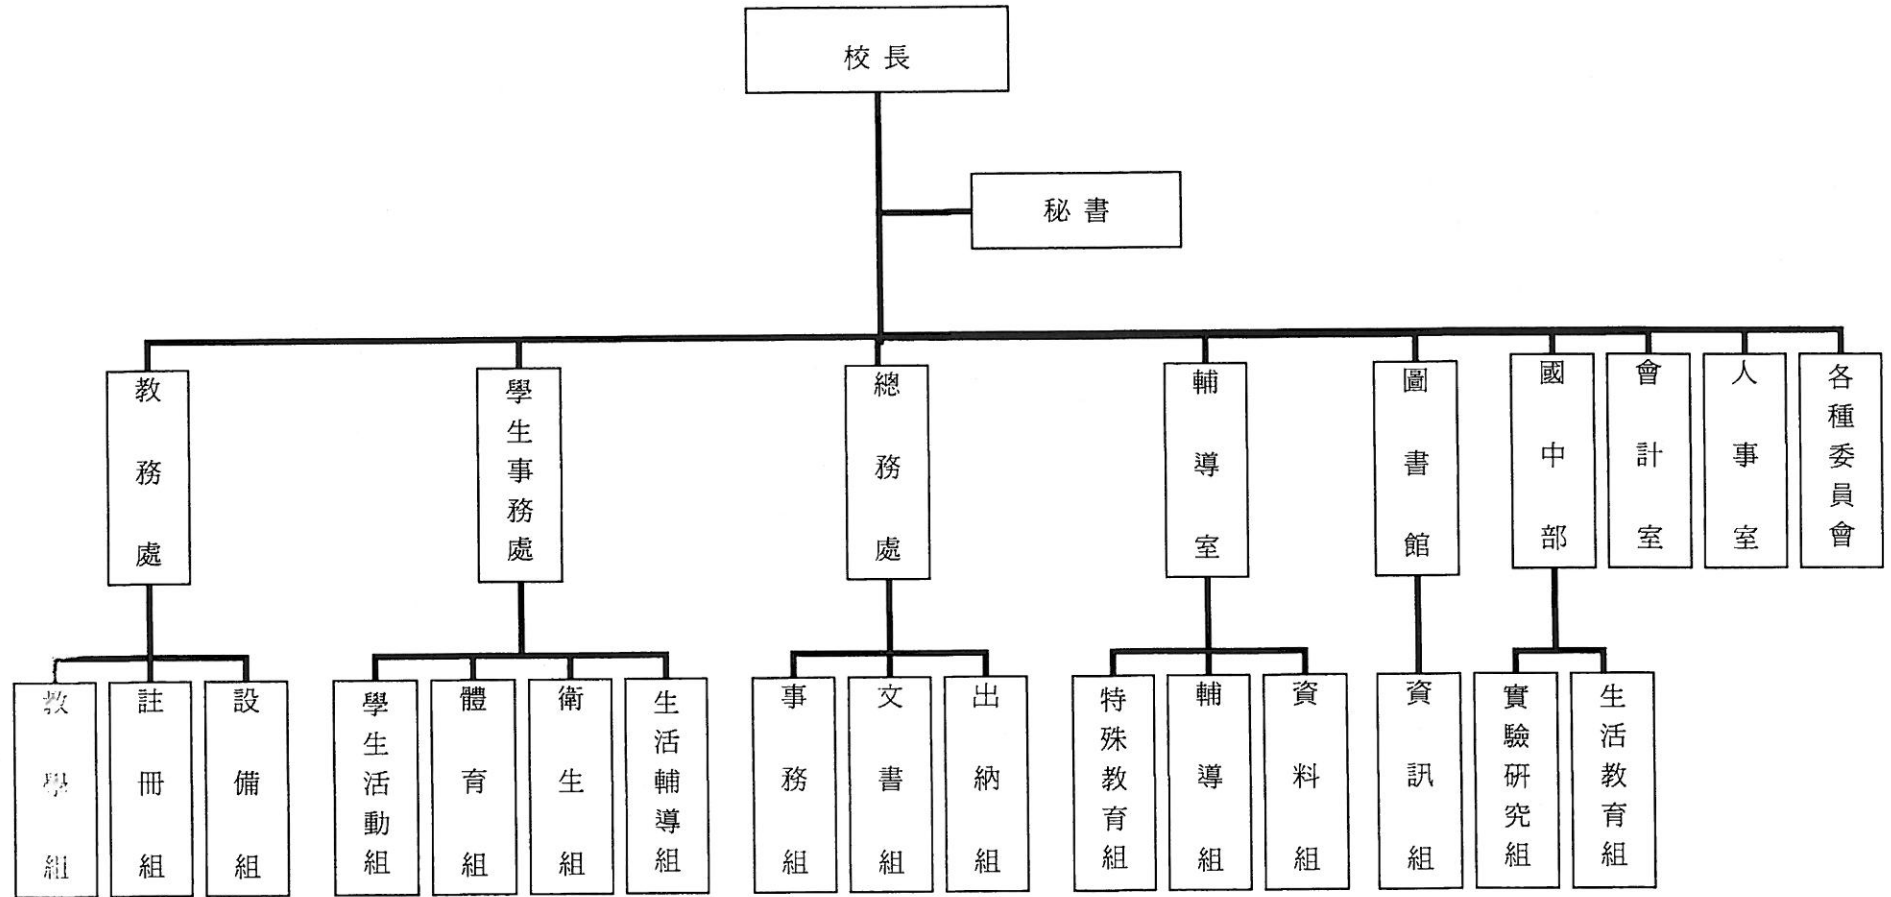 校長
秘書
教務處
學生事務處
總務處
輔導室
圖書館
國中部
會計室
人事室
各種委員會
教學組
註冊組
設備組
學生活動組
體育組
衛生組
生活輔導組
事務組
文書組
出納組
特殊教育組
輔導組
資料組
資訊組
實驗研究組
生活教育組